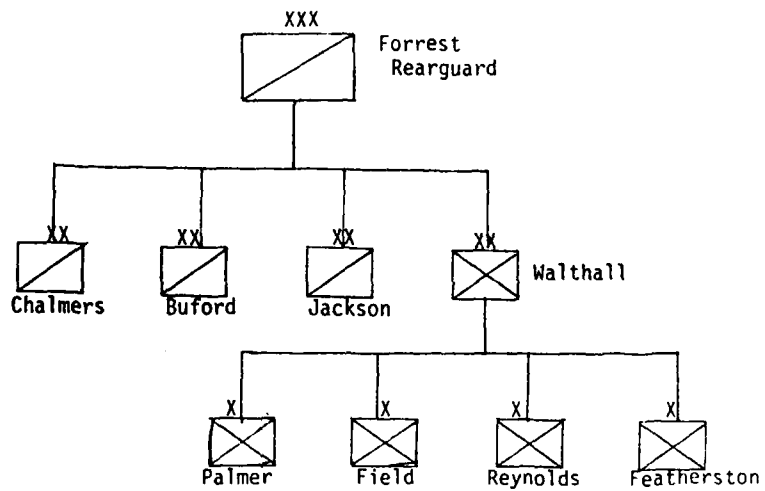 XXX
Forrest
Rearguard
XX
XX
XX
XX
Walthall
Chalmers
Buford
Jackson
X
X
X
X
Palmer
Field
Reynolds
Featherston